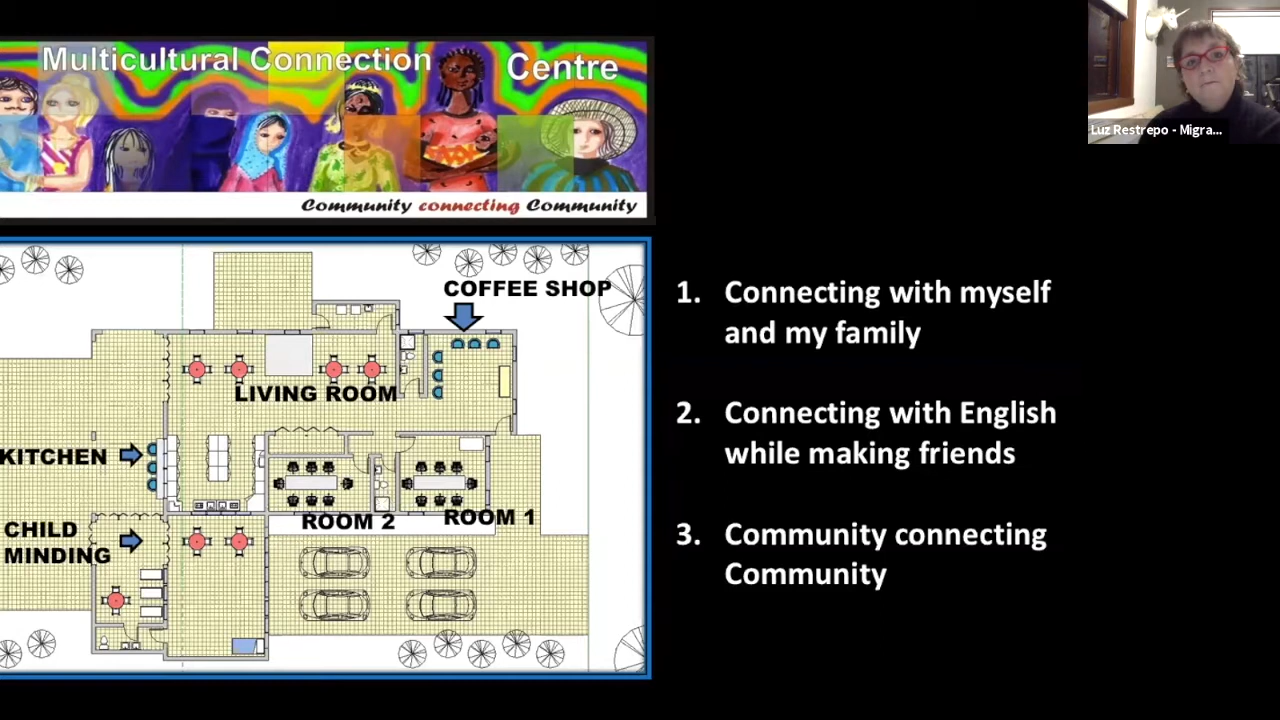 Multicultural Connection Centre
Community connecting Community
COFFEE SHOP
LIVING ROOM
KITCHEN
CHILD
MINDING
ROOM 2
ROOM 1
1. Connecting with myself
and my family
2. Connecting with English
while making friends
3. Community connecting
Community
Luz Restrepo - Migra...